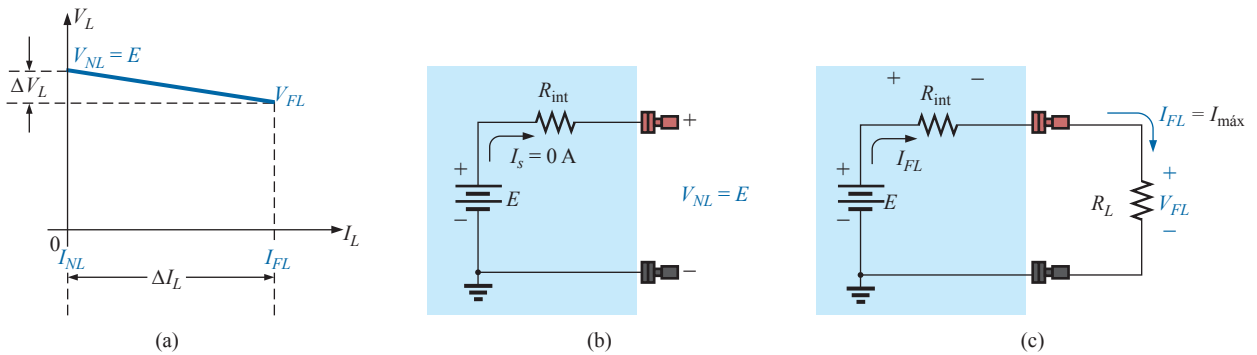 V_L
V_NL = E
ΔV_L
V_FL
0
I_L
I_NL
I_FL
ΔI_L
(a)
R_int
+
I_s = 0 A
+
E
−
V_NL = E
−
(b)
+ −
R_int
I_FL = I_máx
I_FL
+
E
−
+
R_L
V_FL
−
(c)